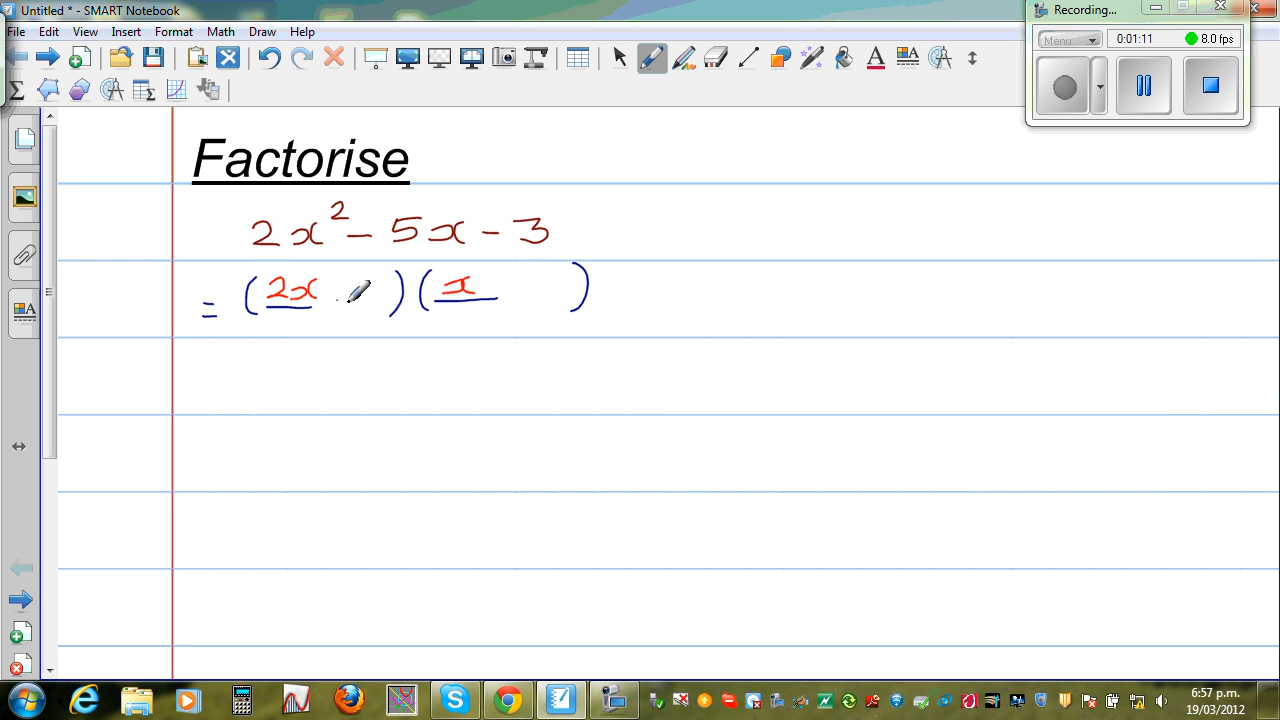 Untitled * - SMART Notebook
File Edit View Insert Format Math Draw Help
Recording...
Menu 0:01:11 8.0 fps
Factorise
2x² - 5x - 3
= (2x )(x )
6:57 p.m.
19/03/2012